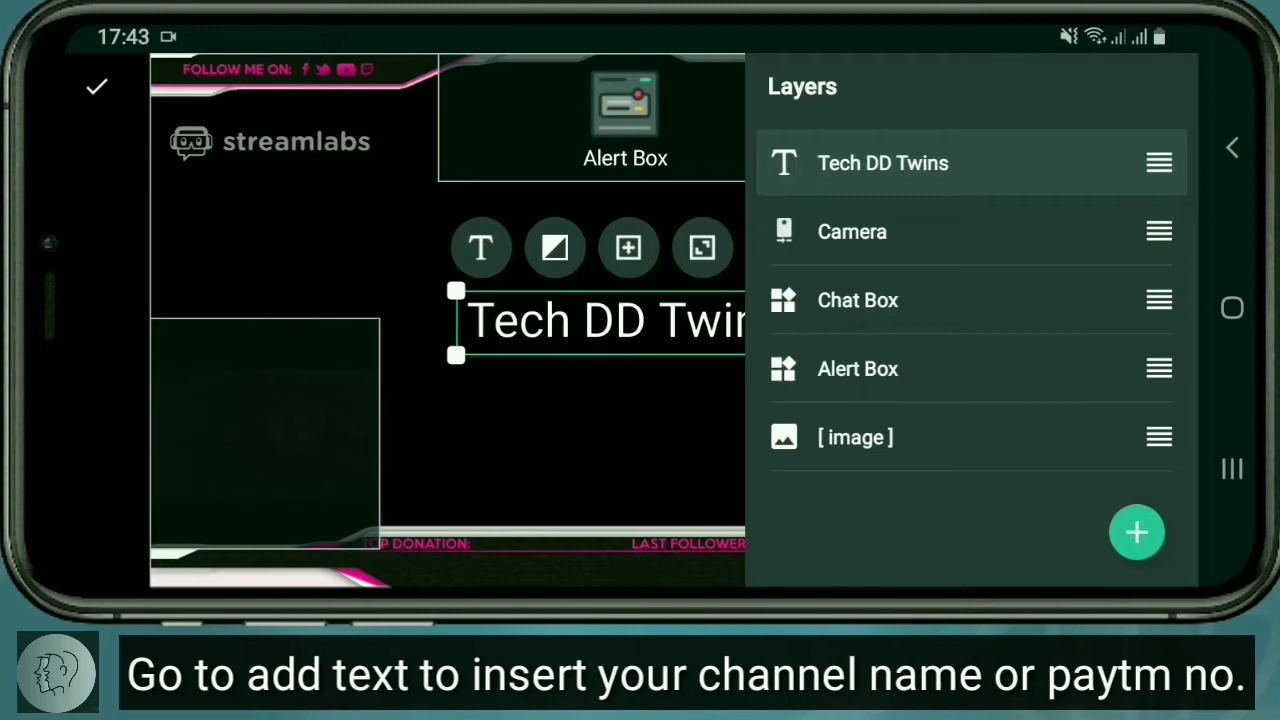 17:43
FOLLOW ME ON:
streamlabs
Alert Box
Tech DD Twin
TOP DONATION:
LAST FOLLOWER
Layers
Tech DD Twins
Camera
Chat Box
Alert Box
[ image ]
Go to add text to insert your channel name or paytm no.